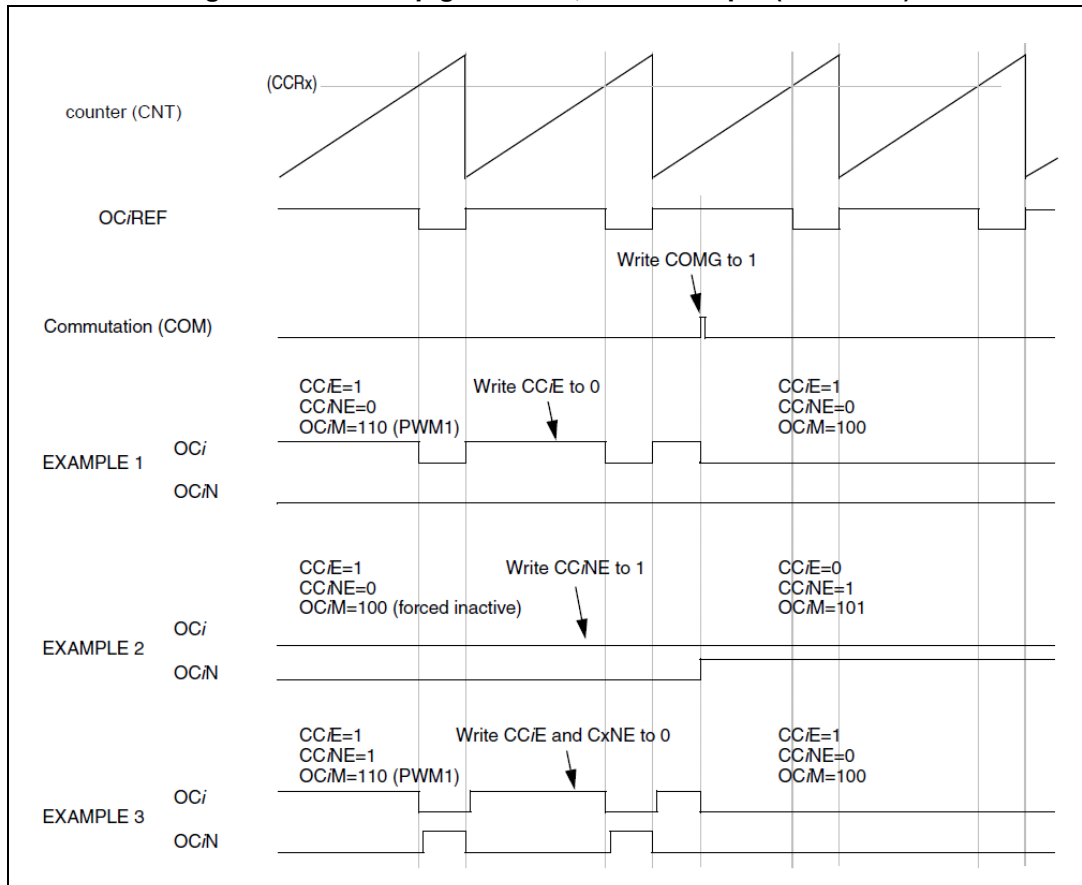 (CCRx)
counter (CNT)
OCiREF
Write COMG to 1
Commutation (COM)
CCiE=1
CCiNE=0
OCiM=110 (PWM1)
Write CCiE to 0
CCiE=1
CCiNE=0
OCiM=100
EXAMPLE 1
OCi
OCiN
CCiE=1
CCiNE=0
OCiM=100 (forced inactive)
Write CCiNE to 1
CCiE=0
CCiNE=1
OCiM=101
EXAMPLE 2
OCi
OCiN
CCiE=1
CCiNE=1
OCiM=110 (PWM1)
Write CCiE and CxNE to 0
CCiE=1
CCiNE=0
OCiM=100
EXAMPLE 3
OCi
OCiN